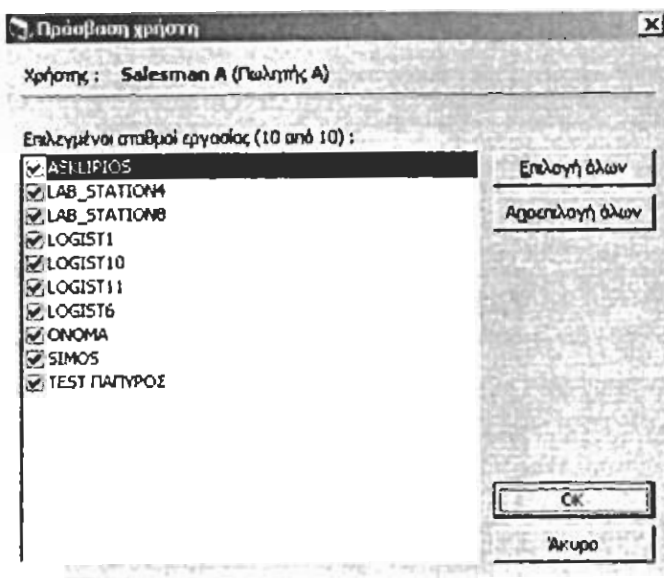 Πρόσβαση χρήστη
Χρήστης : Salesman A (Πωλητής Α)
Επιλεγμένοι σταθμοί εργασίας (10 από 10) :
ASKLIPIOS
LAB_STATION4
LAB_STATION8
LOGIST1
LOGIST10
LOGIST11
LOGIST6
ΟΝΟΜΑ
SIMOS
TEST ΠΑΠΥΡΟΣ
Επιλογή όλων
Αποεπιλογή όλων
OK
Άκυρο